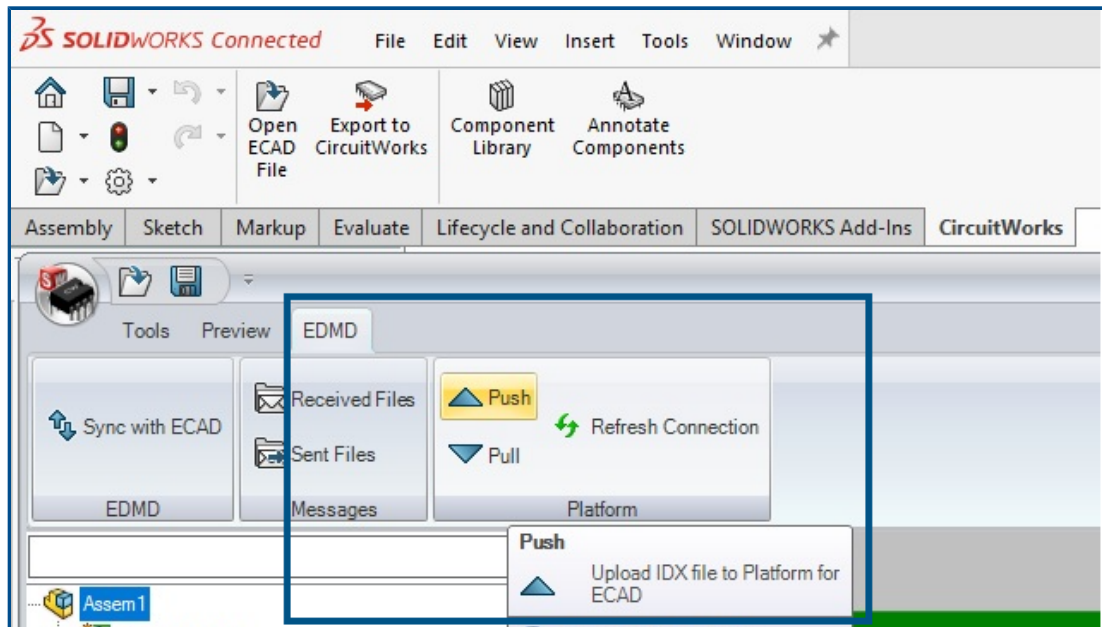 SOLIDWORKS Connected File Edit View Insert Tools Window
Open Export to Component Annotate
ECAD CircuitWorks Library Components
File
Assembly Sketch Markup Evaluate Lifecycle and Collaboration SOLIDWORKS Add-Ins CircuitWorks
Tools Preview EDMD
Received Files Push
Sync with ECAD Refresh Connection
Sent Files Pull
EDMD Messages Platform
Push
Upload IDX file to Platform for
ECAD
Assem1